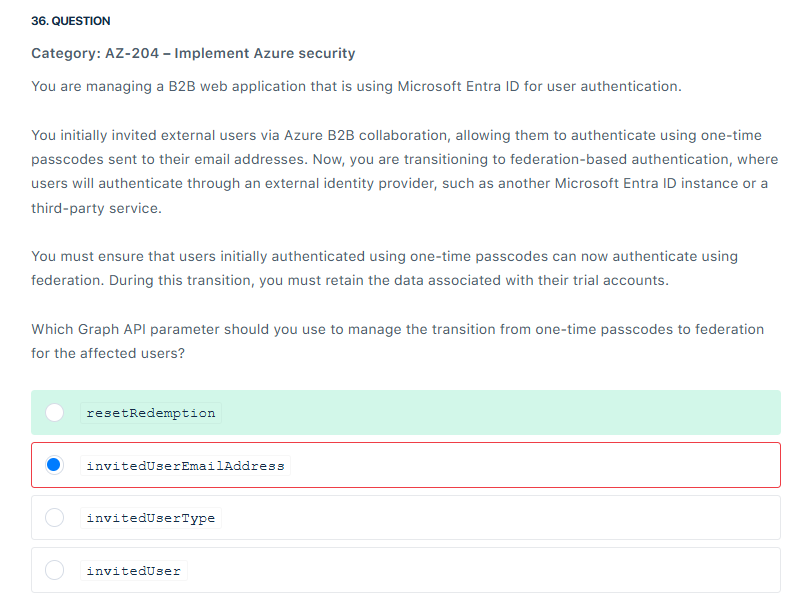 36. QUESTION
Category: AZ-204 – Implement Azure security
You are managing a B2B web application that is using Microsoft Entra ID for user authentication.
You initially invited external users via Azure B2B collaboration, allowing them to authenticate using one-time
passcodes sent to their email addresses. Now, you are transitioning to federation-based authentication, where
users will authenticate through an external identity provider, such as another Microsoft Entra ID instance or a
third-party service.
You must ensure that users initially authenticated using one-time passcodes can now authenticate using
federation. During this transition, you must retain the data associated with their trial accounts.
Which Graph API parameter should you use to manage the transition from one-time passcodes to federation
for the affected users?
resetRedemption
invitedUserEmailAddress
invitedUserType
invitedUser